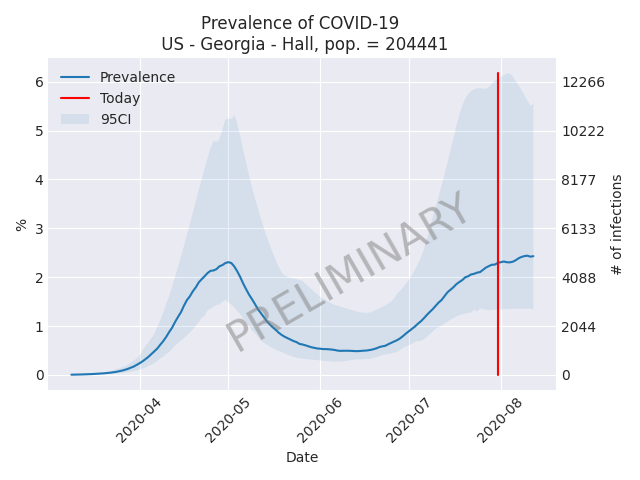 Prevalence of COVID-19
US - Georgia - Hall, pop. = 204441
Prevalence
Today
95CI
6
5
4
3
2
1
0
%
12266
10222
8177
6133
4088
2044
0
# of infections
PRELIMINARY
2020-04
2020-05
2020-06
2020-07
2020-08
Date